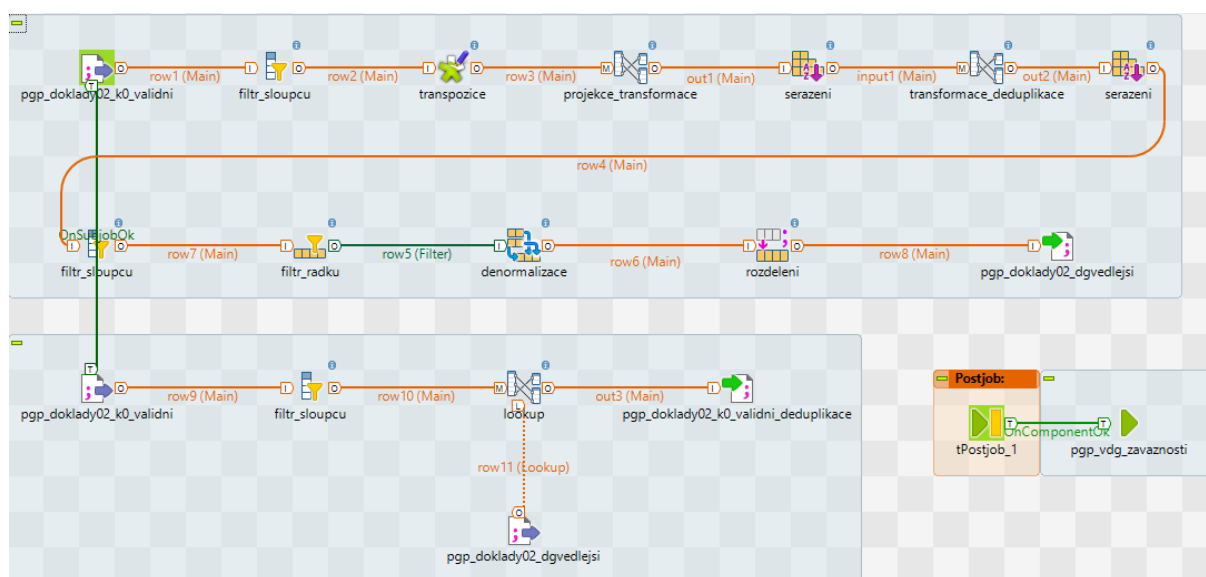 row1 (Main)
row2 (Main)
row3 (Main)
out1 (Main)
input1 (Main)
out2 (Main)
pgp_doklady02_k0_validni
filtr_sloupcu
transpozice
projekce_transformace
serazeni
transformace_deduplikace
serazeni
row4 (Main)
OnSubjobOk
row7 (Main)
row5 (Filter)
row6 (Main)
row8 (Main)
filtr_sloupcu
filtr_radku
denormalizace
rozdeleni
pgp_doklady02_dgvedlejsi
row9 (Main)
row10 (Main)
out3 (Main)
pgp_doklady02_k0_validni
filtr_sloupcu
lookup
pgp_doklady02_k0_validni_deduplikace
row11 (Lookup)
pgp_doklady02_dgvedlejsi
Postjob:
OnComponentOk
tPostjob_1
pgp_vdg_zavaznosti